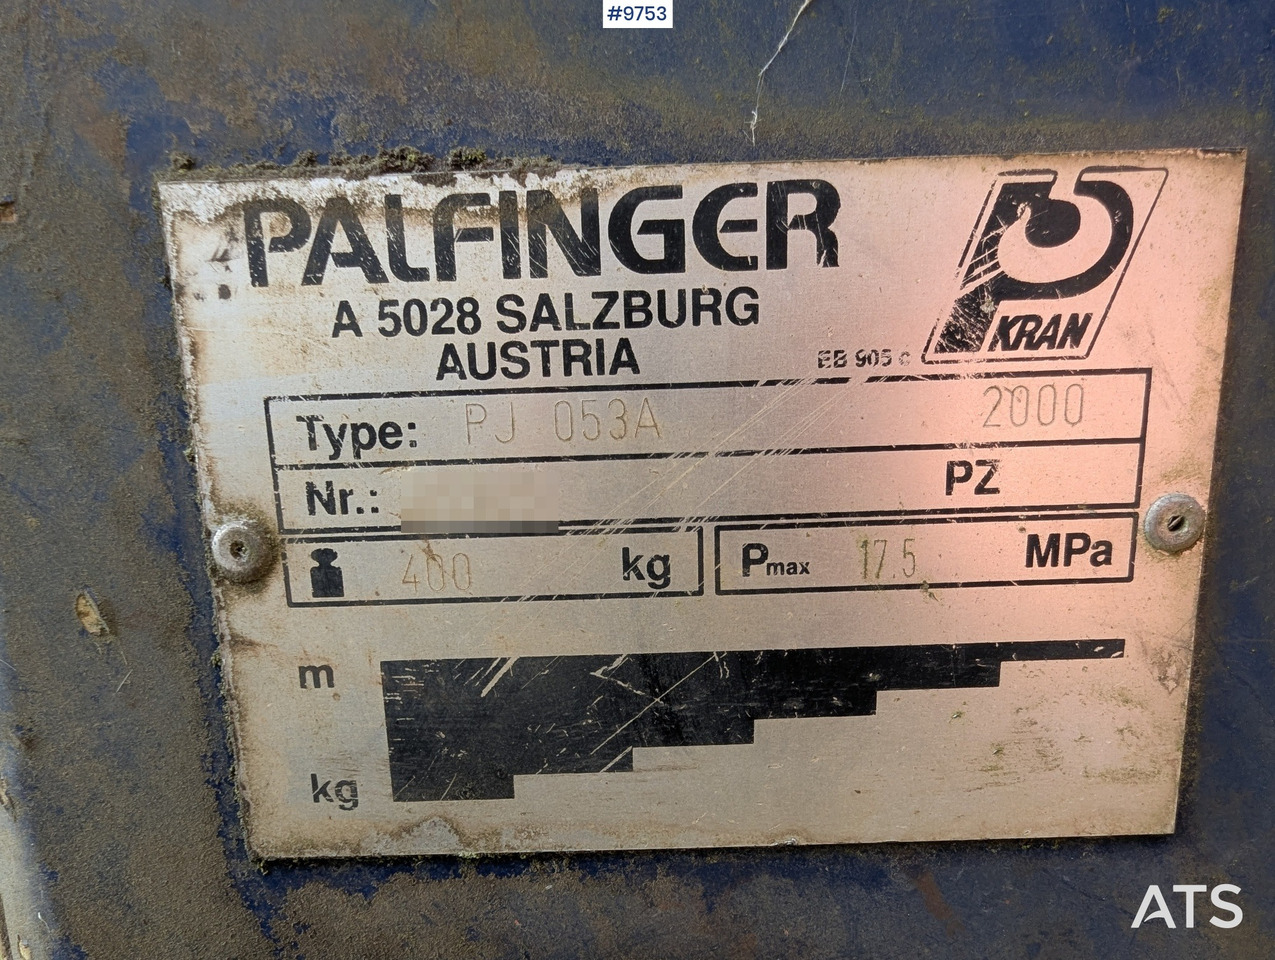 #9753
PALFINGER
A 5028 SALZBURG
AUSTRIA
EB 905 c
KRAN
Type: PJ 053A 2000
Nr.: PZ
400 kg
Pmax 17.5 MPa
m
kg
ATS